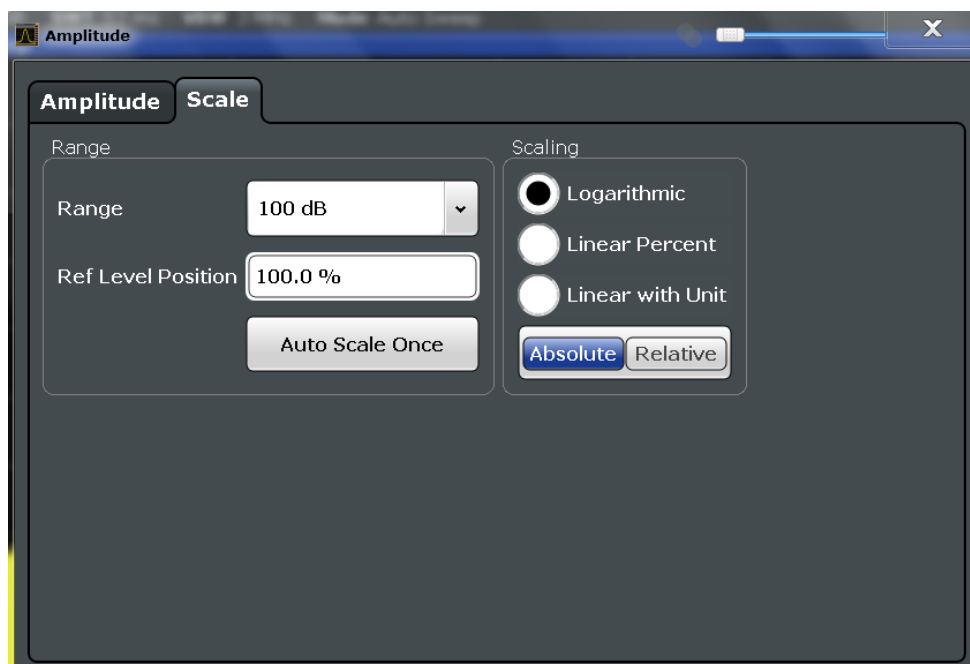 Amplitude
X
Amplitude
Scale
Range
Range
100 dB
Ref Level Position
100.0 %
Auto Scale Once
Scaling
Logarithmic
Linear Percent
Linear with Unit
Absolute
Relative